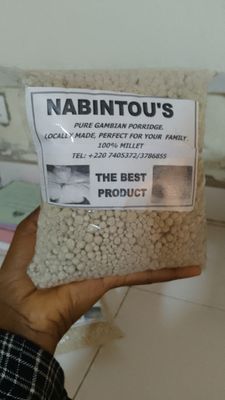 NABINTOU'S
PURE GAMBIAN PORRIDGE.
LOCALLY MADE, PERFECT FOR YOUR FAMILY
100% MILLET
TEL: +220 7405372/3786855
THE BEST
PRODUCT